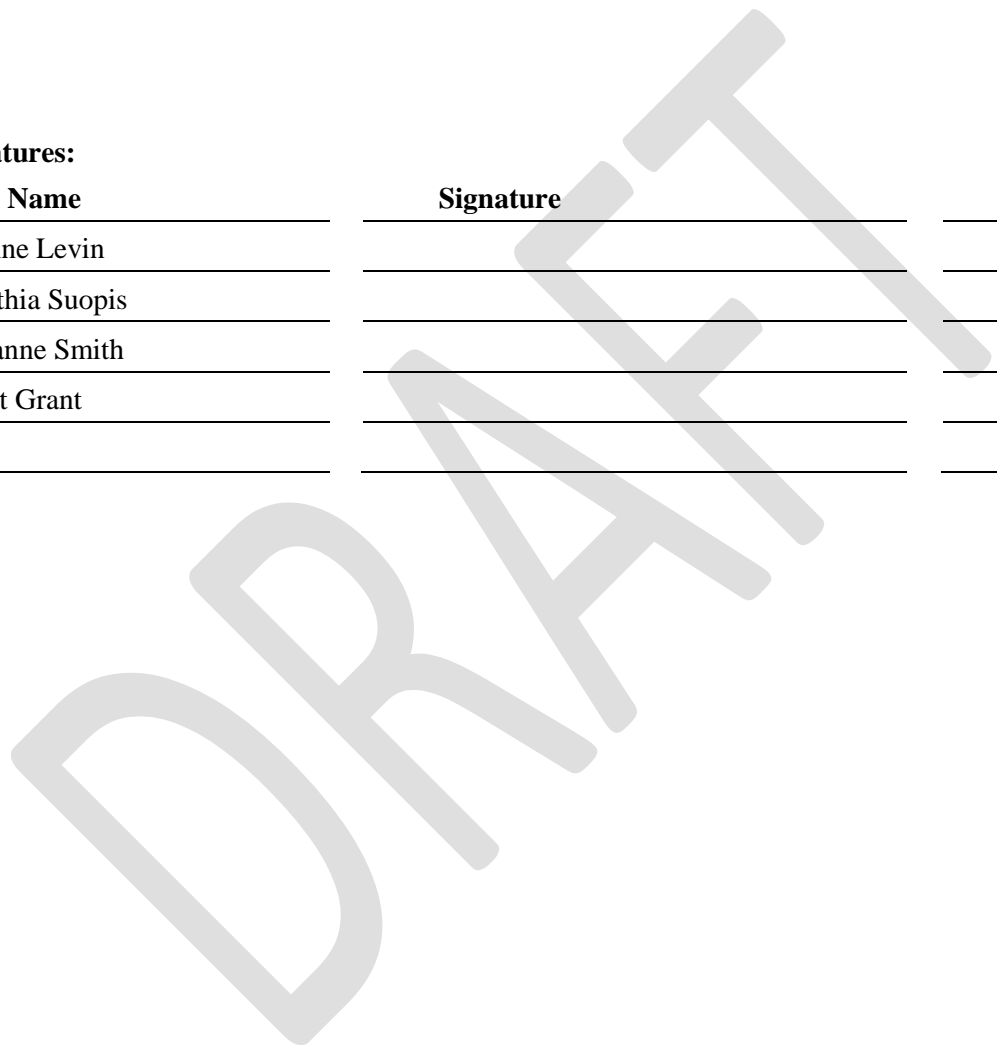 atures:
Name Signature
ne Levin
thia Suopis
anne Smith
t Grant
DRAFT